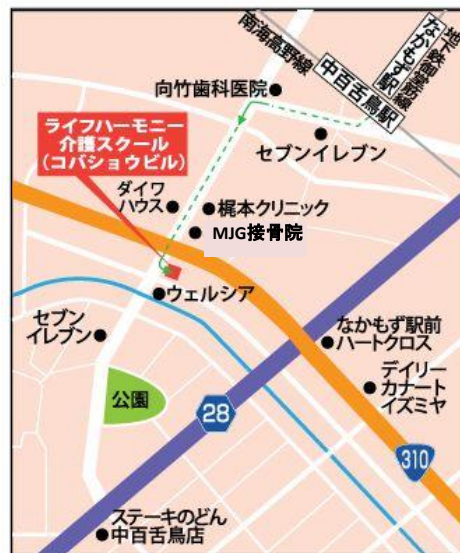 南海高野線
中百舌鳥駅
地下鉄御堂筋線
なかもず駅
向竹歯科医院
セブンイレブン
ライフハーモニー
介護スクール
(コバショウビル)
ダイワ
ハウス
梶本クリニック
MJG接骨院
ウェルシア
セブン
イレブン
なかもず駅前
ハートクロス
デイリー
カナート
イズミヤ
公園
28
310
ステーキのどん
中百舌鳥店